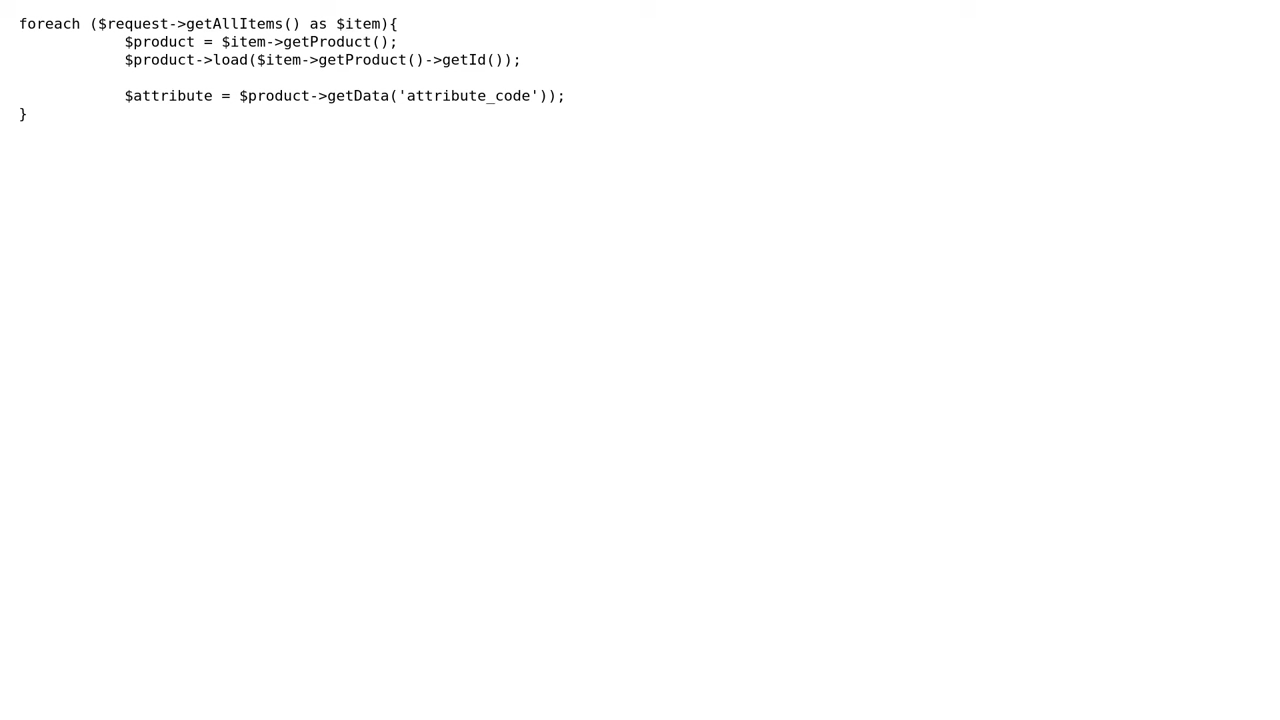 foreach ($request->getAllItems() as $item){
            $product = $item->getProduct();
            $product->load($item->getProduct()->getId());

            $attribute = $product->getData('attribute_code'));
}